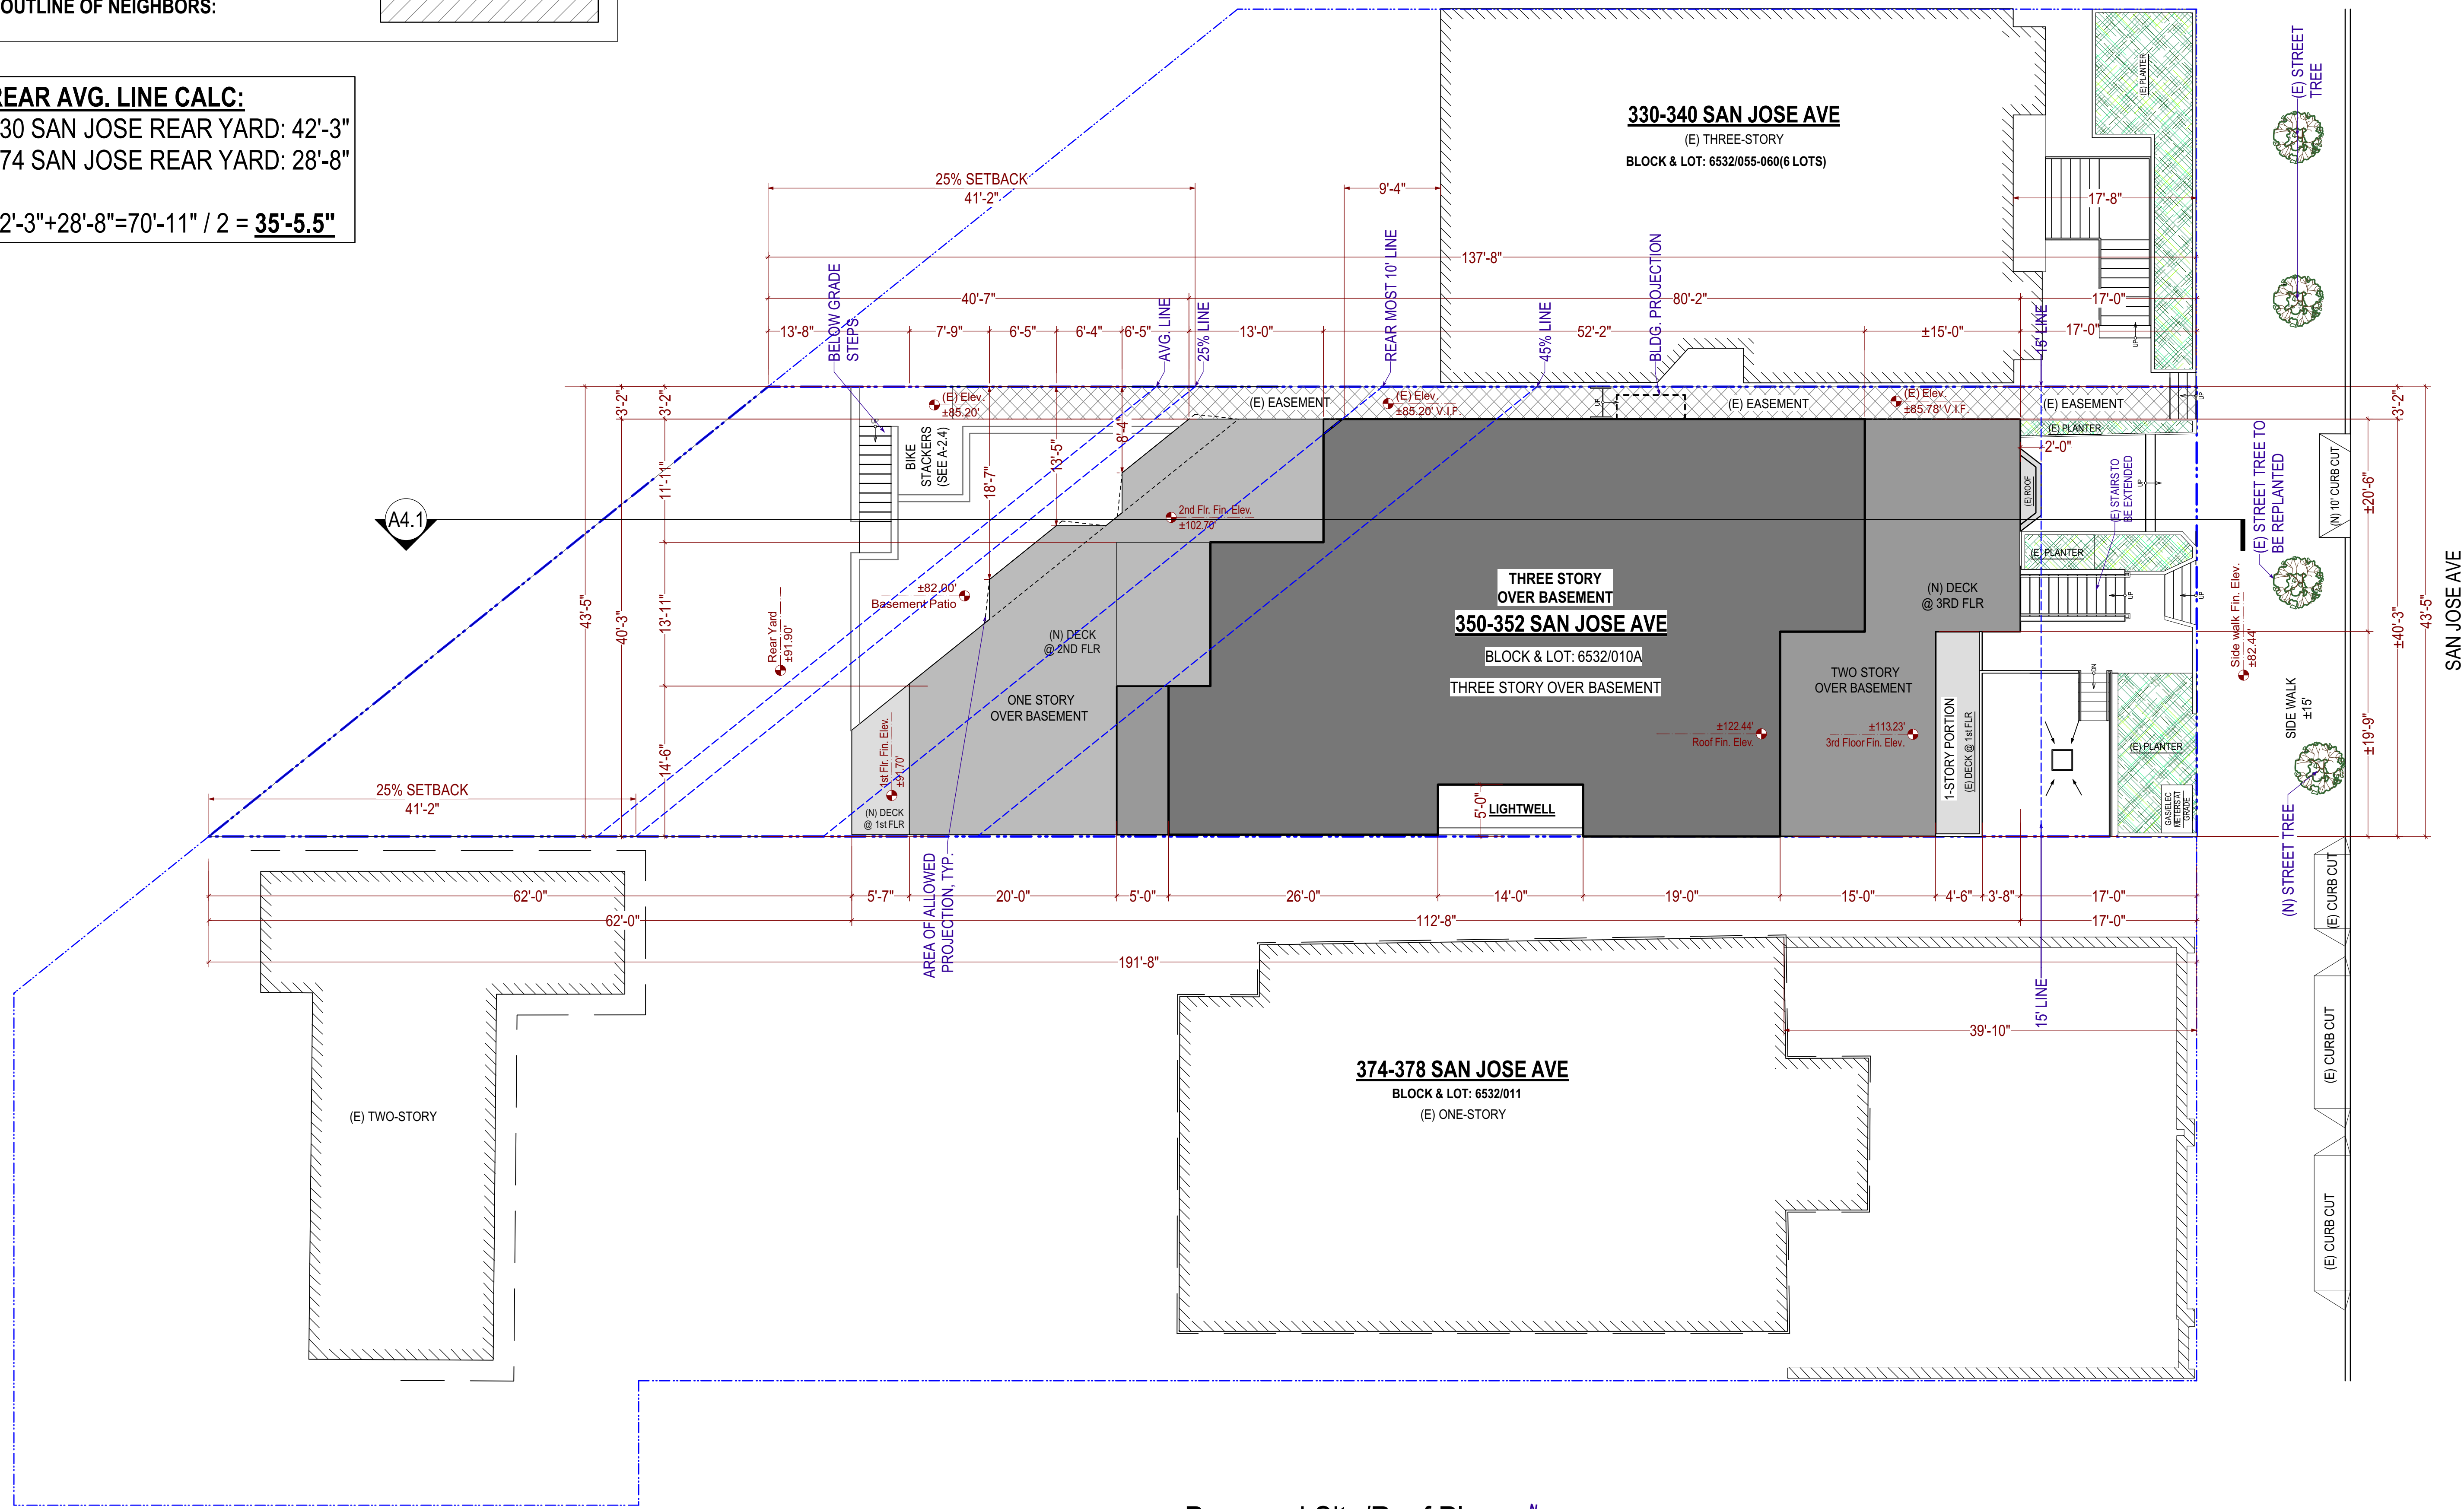 OUTLINE OF NEIGHBORS:
REAR AVG. LINE CALC:
30 SAN JOSE REAR YARD: 42'-3"
74 SAN JOSE REAR YARD: 28'-8"
2'-3"+28'-8"=70'-11" / 2 = 35'-5.5"
330-340 SAN JOSE AVE
(E) THREE-STORY
BLOCK & LOT: 6532/055-060(6 LOTS)
(E) PLANTER
(E) STREET
TREE
25% SETBACK
41'-2"
9'-4"
17'-8"
137'-8"
40'-7"
80'-2"
17'-0"
13'-8"
7'-9"
6'-5"
6'-4"
6'-5"
13'-0"
52'-2"
±15'-0"
17'-0"
BELOW GRADE
STEPS
AVG. LINE
25% LINE
REAR MOST 10' LINE
45% LINE
BLDG. PROJECTION
15' LINE
UP
3'-2"
3'-2"
(E) Elev.
±85.20'
(E) EASEMENT
(E) Elev.
±85.20' V.I.F.
UP
(E) EASEMENT
(E) Elev.
±85.78' V.I.F.
(E) EASEMENT
UP
3'-2"
UP
BIKE
STACKERS
(SEE A-2.4)
18'-7"
13'-5"
8'-4"
(E) PLANTER
2'-0"
(E) ROOF
(E) STAIRS TO
BE EXTENDED
UP
(E) STREET TREE TO
BE REPLANTED
(N) 10' CURB CUT
±20'-6"
A4.1
11'-11"
2nd Flr. Fin. Elev.
±102.70'
(E) PLANTER
43'-5"
40'-3"
13'-11"
14'-6"
±82.00'
Basement Patio
Rear Yard
±91.90'
(N) DECK
@ 2ND FLR
ONE STORY
OVER BASEMENT
THREE STORY
OVER BASEMENT
350-352 SAN JOSE AVE
BLOCK & LOT: 6532/010A
THREE STORY OVER BASEMENT
(N) DECK
@ 3RD FLR
TWO STORY
OVER BASEMENT
UP
UP
Side walk Fin. Elev.
±82.44'
±40'-3"
43'-5"
SAN JOSE AVE
1st Flr. Fin. Elev.
±91.70'
(N) DECK
@ 1st FLR
±122.44'
Roof Fin. Elev.
±113.23'
3rd Floor Fin. Elev.
1-STORY PORTION
(E) DECK @ 1st FLR
DN
(E) PLANTER
GAS/ELEC
METERS AT
GRADE
SIDE WALK
±15'
±19'-9"
25% SETBACK
41'-2"
5'-0"
LIGHTWELL
(N) STREET TREE
(E) CURB CUT
AREA OF ALLOWED
PROJECTION, TYP.
62'-0"
5'-7"
20'-0"
5'-0"
26'-0"
14'-0"
19'-0"
15'-0"
4'-6"
3'-8"
17'-0"
62'-0"
112'-8"
17'-0"
191'-8"
15' LINE
39'-10"
(E) CURB CUT
374-378 SAN JOSE AVE
BLOCK & LOT: 6532/011
(E) ONE-STORY
(E) TWO-STORY
(E) CURB CUT
N